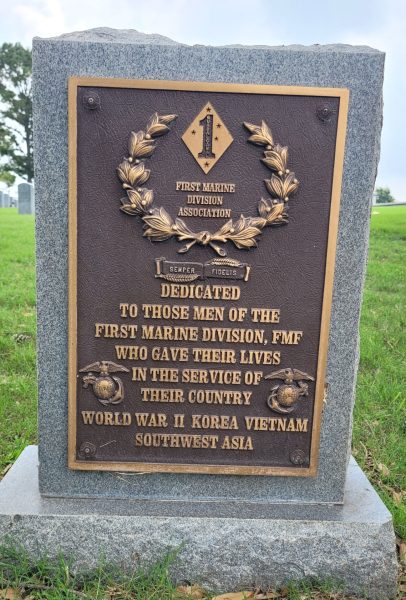 1
GUADALCANAL
FIRST MARINE
DIVISION
ASSOCIATION
SEMPER FIDELIS
DEDICATED
TO THOSE MEN OF THE
FIRST MARINE DIVISION, FMF
WHO GAVE THEIR LIVES
IN THE SERVICE OF
THEIR COUNTRY
WORLD WAR II KOREA VIETNAM
SOUTHWEST ASIA